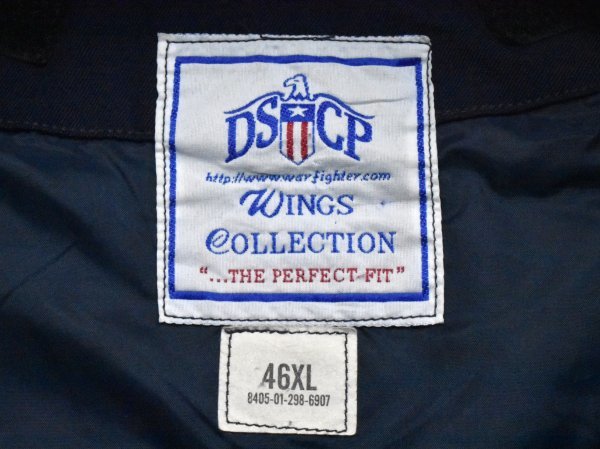 DSCP
http://www.warfighter.com
WINGS
COLLECTION
"...THE PERFECT FIT"
46XL
8405-01-298-6907